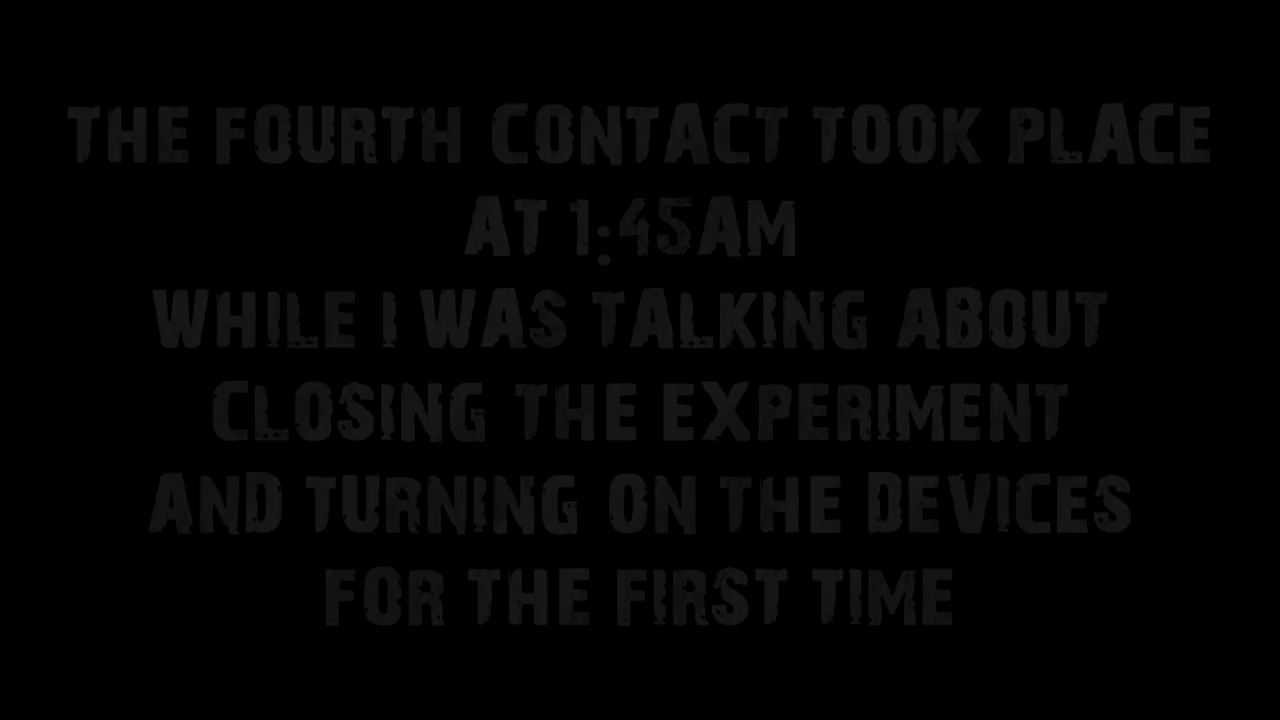 THE FOURTH CONTACT TOOK PLACE
AT 1:45AM
WHILE I WAS TALKING ABOUT
CLOSING THE EXPERIMENT
AND TURNING ON THE DEVICES
FOR THE FIRST TIME